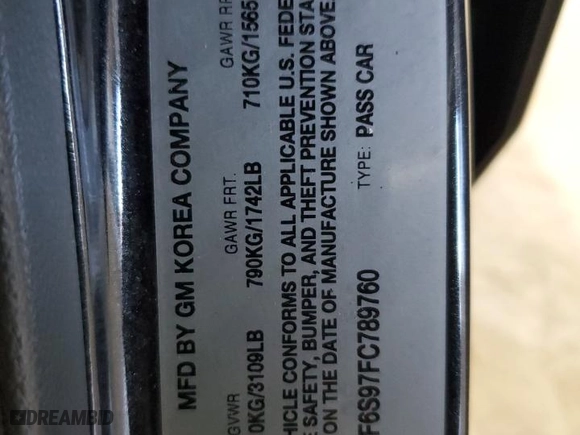 MFD BY GM KOREA COMPANY
GVWR GAWR FRT. GAWR RR
0KG/3109LB 790KG/1742LB 710KG/1565
HICLE CONFORMS TO ALL APPLICABLE U.S. FEDE
SAFETY, BUMPER, AND THEFT PREVENTION STA
ON THE DATE OF MANUFACTURE SHOWN ABOVE.
F6S97FC789760 TYPE: PASS CAR
DREAMBID